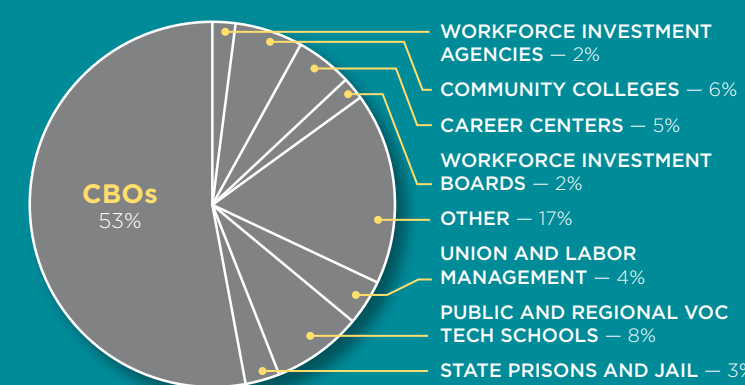 WORKFORCE INVESTMENT
AGENCIES — 2%
COMMUNITY COLLEGES — 6%
CAREER CENTERS — 5%
WORKFORCE INVESTMENT
BOARDS — 2%
OTHER — 17%
UNION AND LABOR
MANAGEMENT — 4%
PUBLIC AND REGIONAL VOC
TECH SCHOOLS — 8%
STATE PRISONS AND JAIL — 3%
CBOs
53%